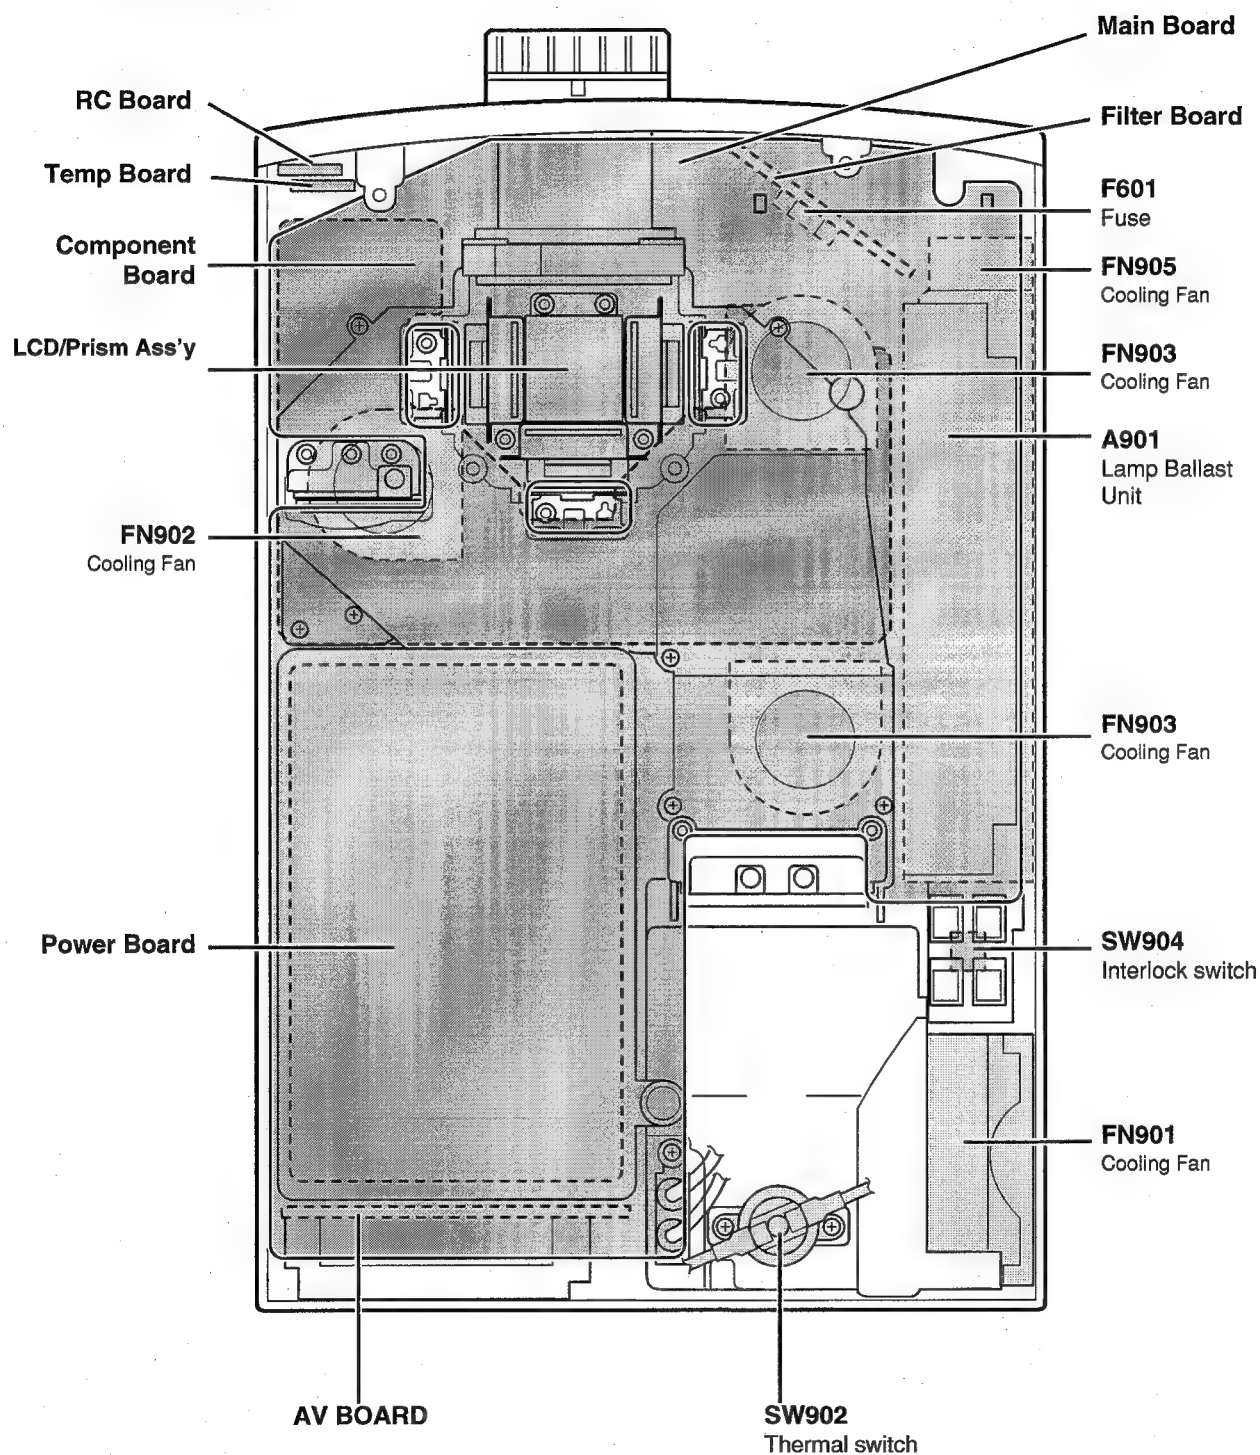 Main Board
RC Board
Filter Board
Temp Board
F601
Fuse
Component
Board
FN905
Cooling Fan
LCD/Prism Ass'y
FN903
Cooling Fan
A901
Lamp Ballast
Unit
FN902
Cooling Fan
FN903
Cooling Fan
Power Board
SW904
Interlock switch
FN901
Cooling Fan
AV BOARD
SW902
Thermal switch